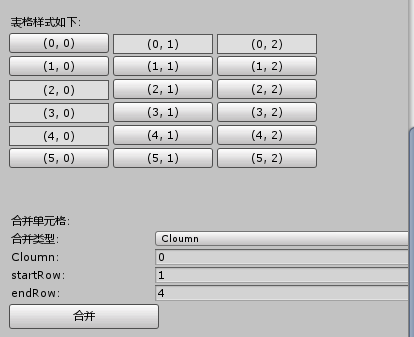 表格样式如下:
(0, 0) (0, 1) (0, 2)
(1, 0) (1, 1) (1, 2)
(2, 0) (2, 1) (2, 2)
(3, 0) (3, 1) (3, 2)
(4, 0) (4, 1) (4, 2)
(5, 0) (5, 1) (5, 2)
合并单元格:
合并类型: Cloumn
Cloumn: 0
startRow: 1
endRow: 4
合并